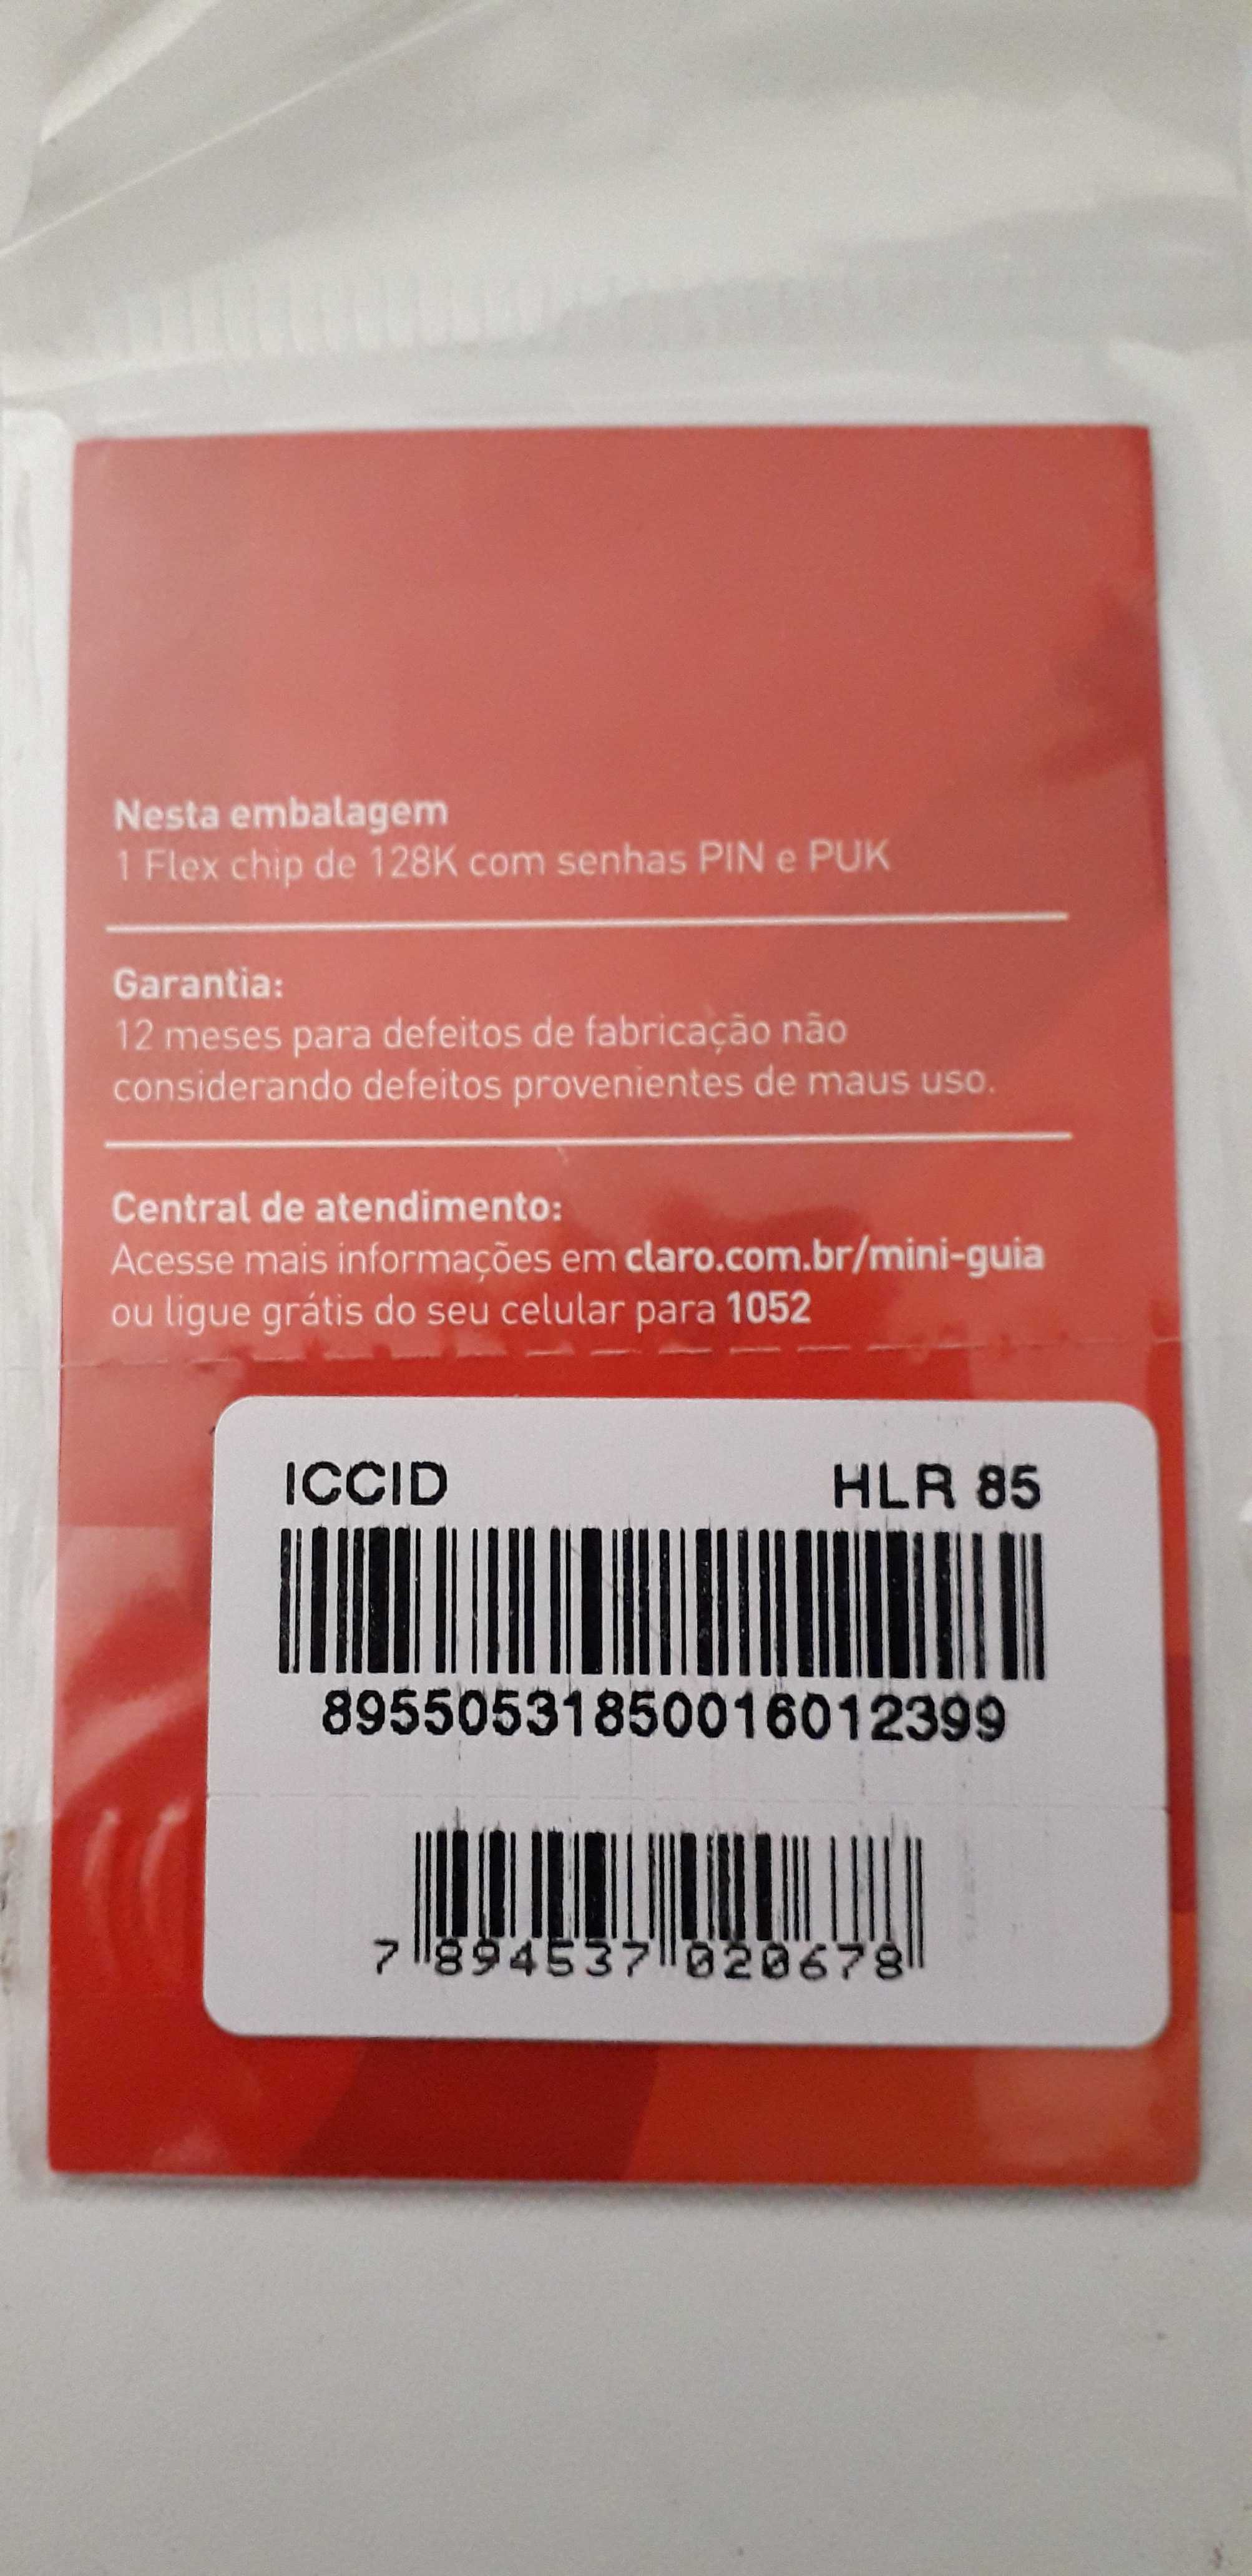 Nesta embalagem
1 Flex chip de 128K com senhas PIN e PUK
Garantia:
12 meses para defeitos de fabricação não
considerando defeitos provenientes de maus uso.
Central de atendimento:
Acesse mais informações em claro.com.br/mini-guia
ou ligue grátis do seu celular para 1052
ICCID HLR 85
89550531850016012399
7 894537 020678